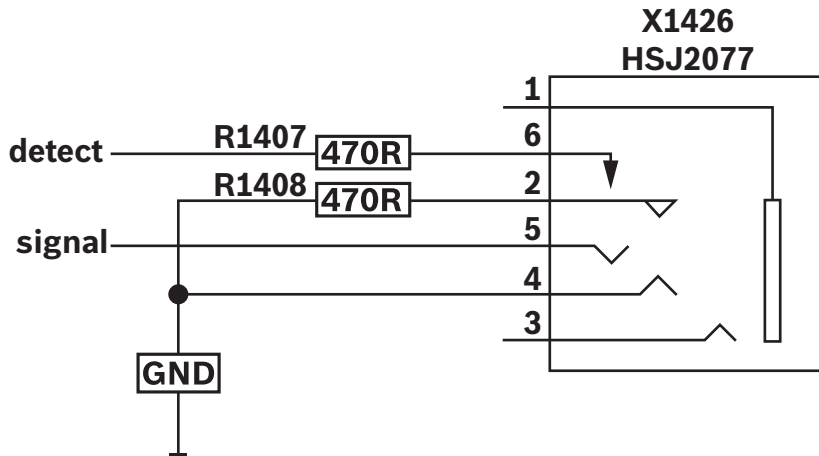 X1426
HSJ2077
1
detect
R1407
470R
6
R1408
470R
2
signal
5
4
3
GND